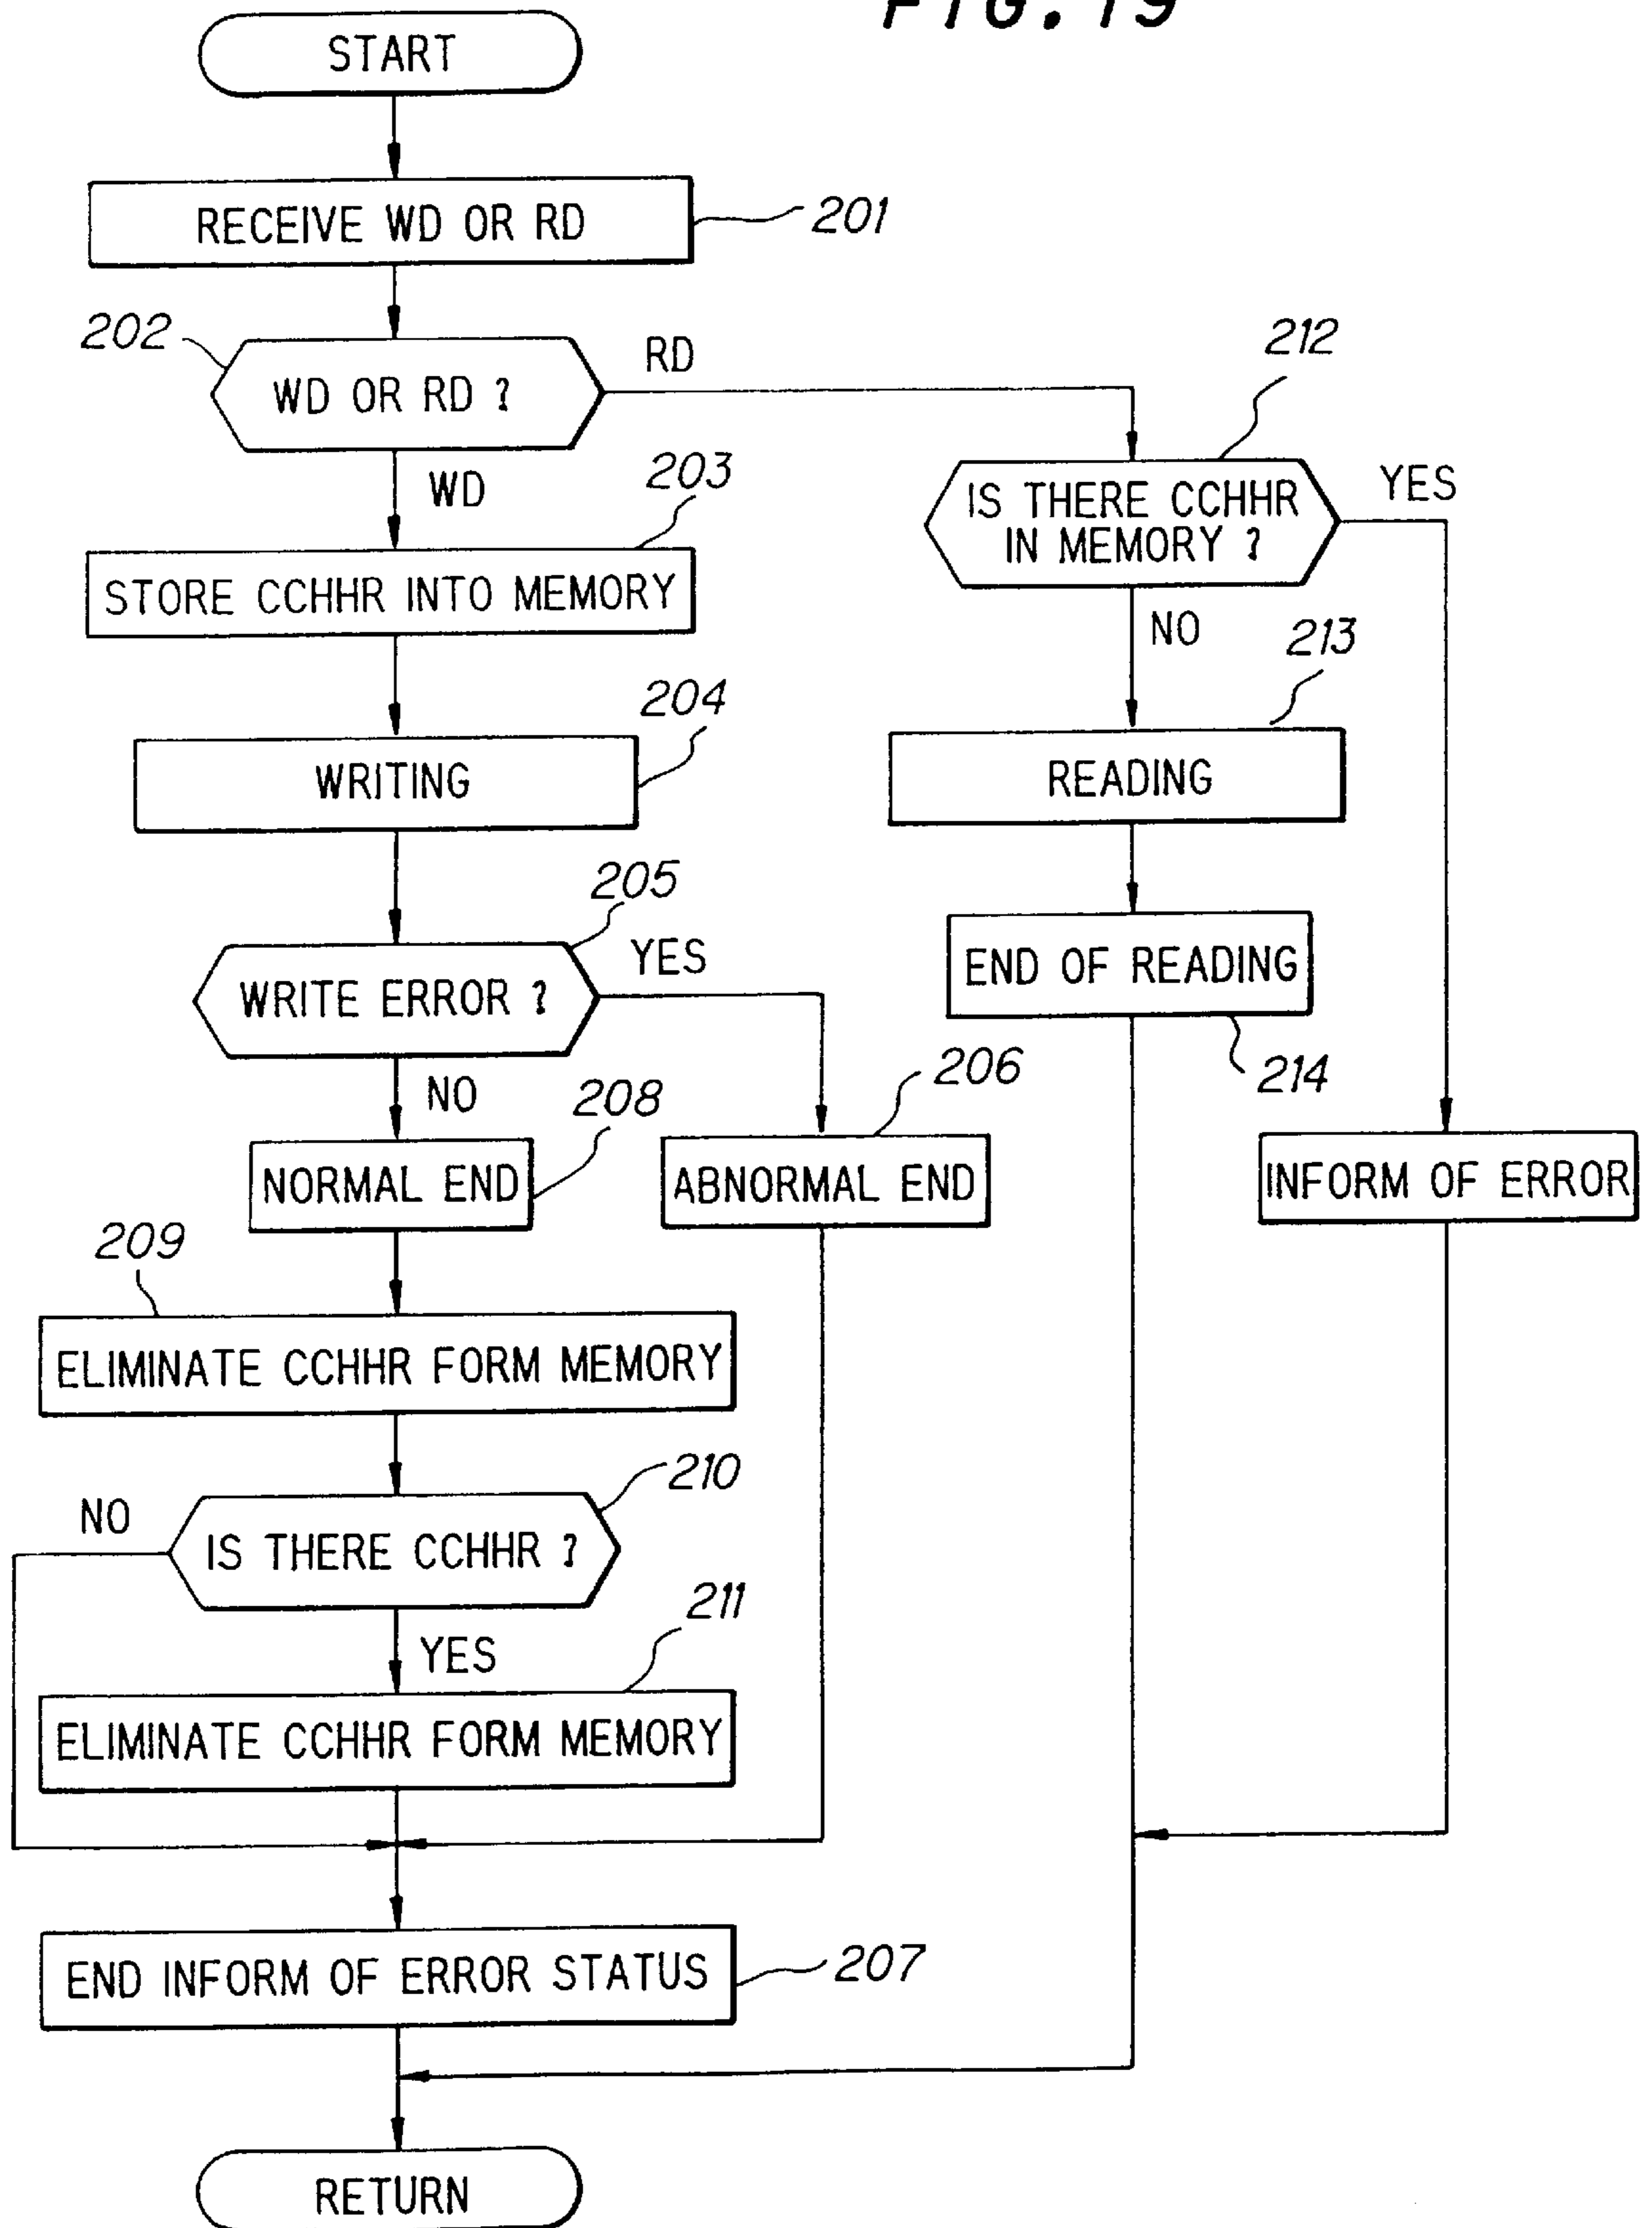 FIG. 19
START
RECEIVE WD OR RD
201
202
WD OR RD ?
RD
WD
212
IS THERE CCHHR
IN MEMORY ?
YES
NO
203
STORE CCHHR INTO MEMORY
204
WRITING
213
READING
205
WRITE ERROR ?
YES
NO
END OF READING
214
208
NORMAL END
206
ABNORMAL END
INFORM OF ERROR
209
ELIMINATE CCHHR FORM MEMORY
210
NO
IS THERE CCHHR ?
YES
211
ELIMINATE CCHHR FORM MEMORY
END INFORM OF ERROR STATUS
207
RETURN